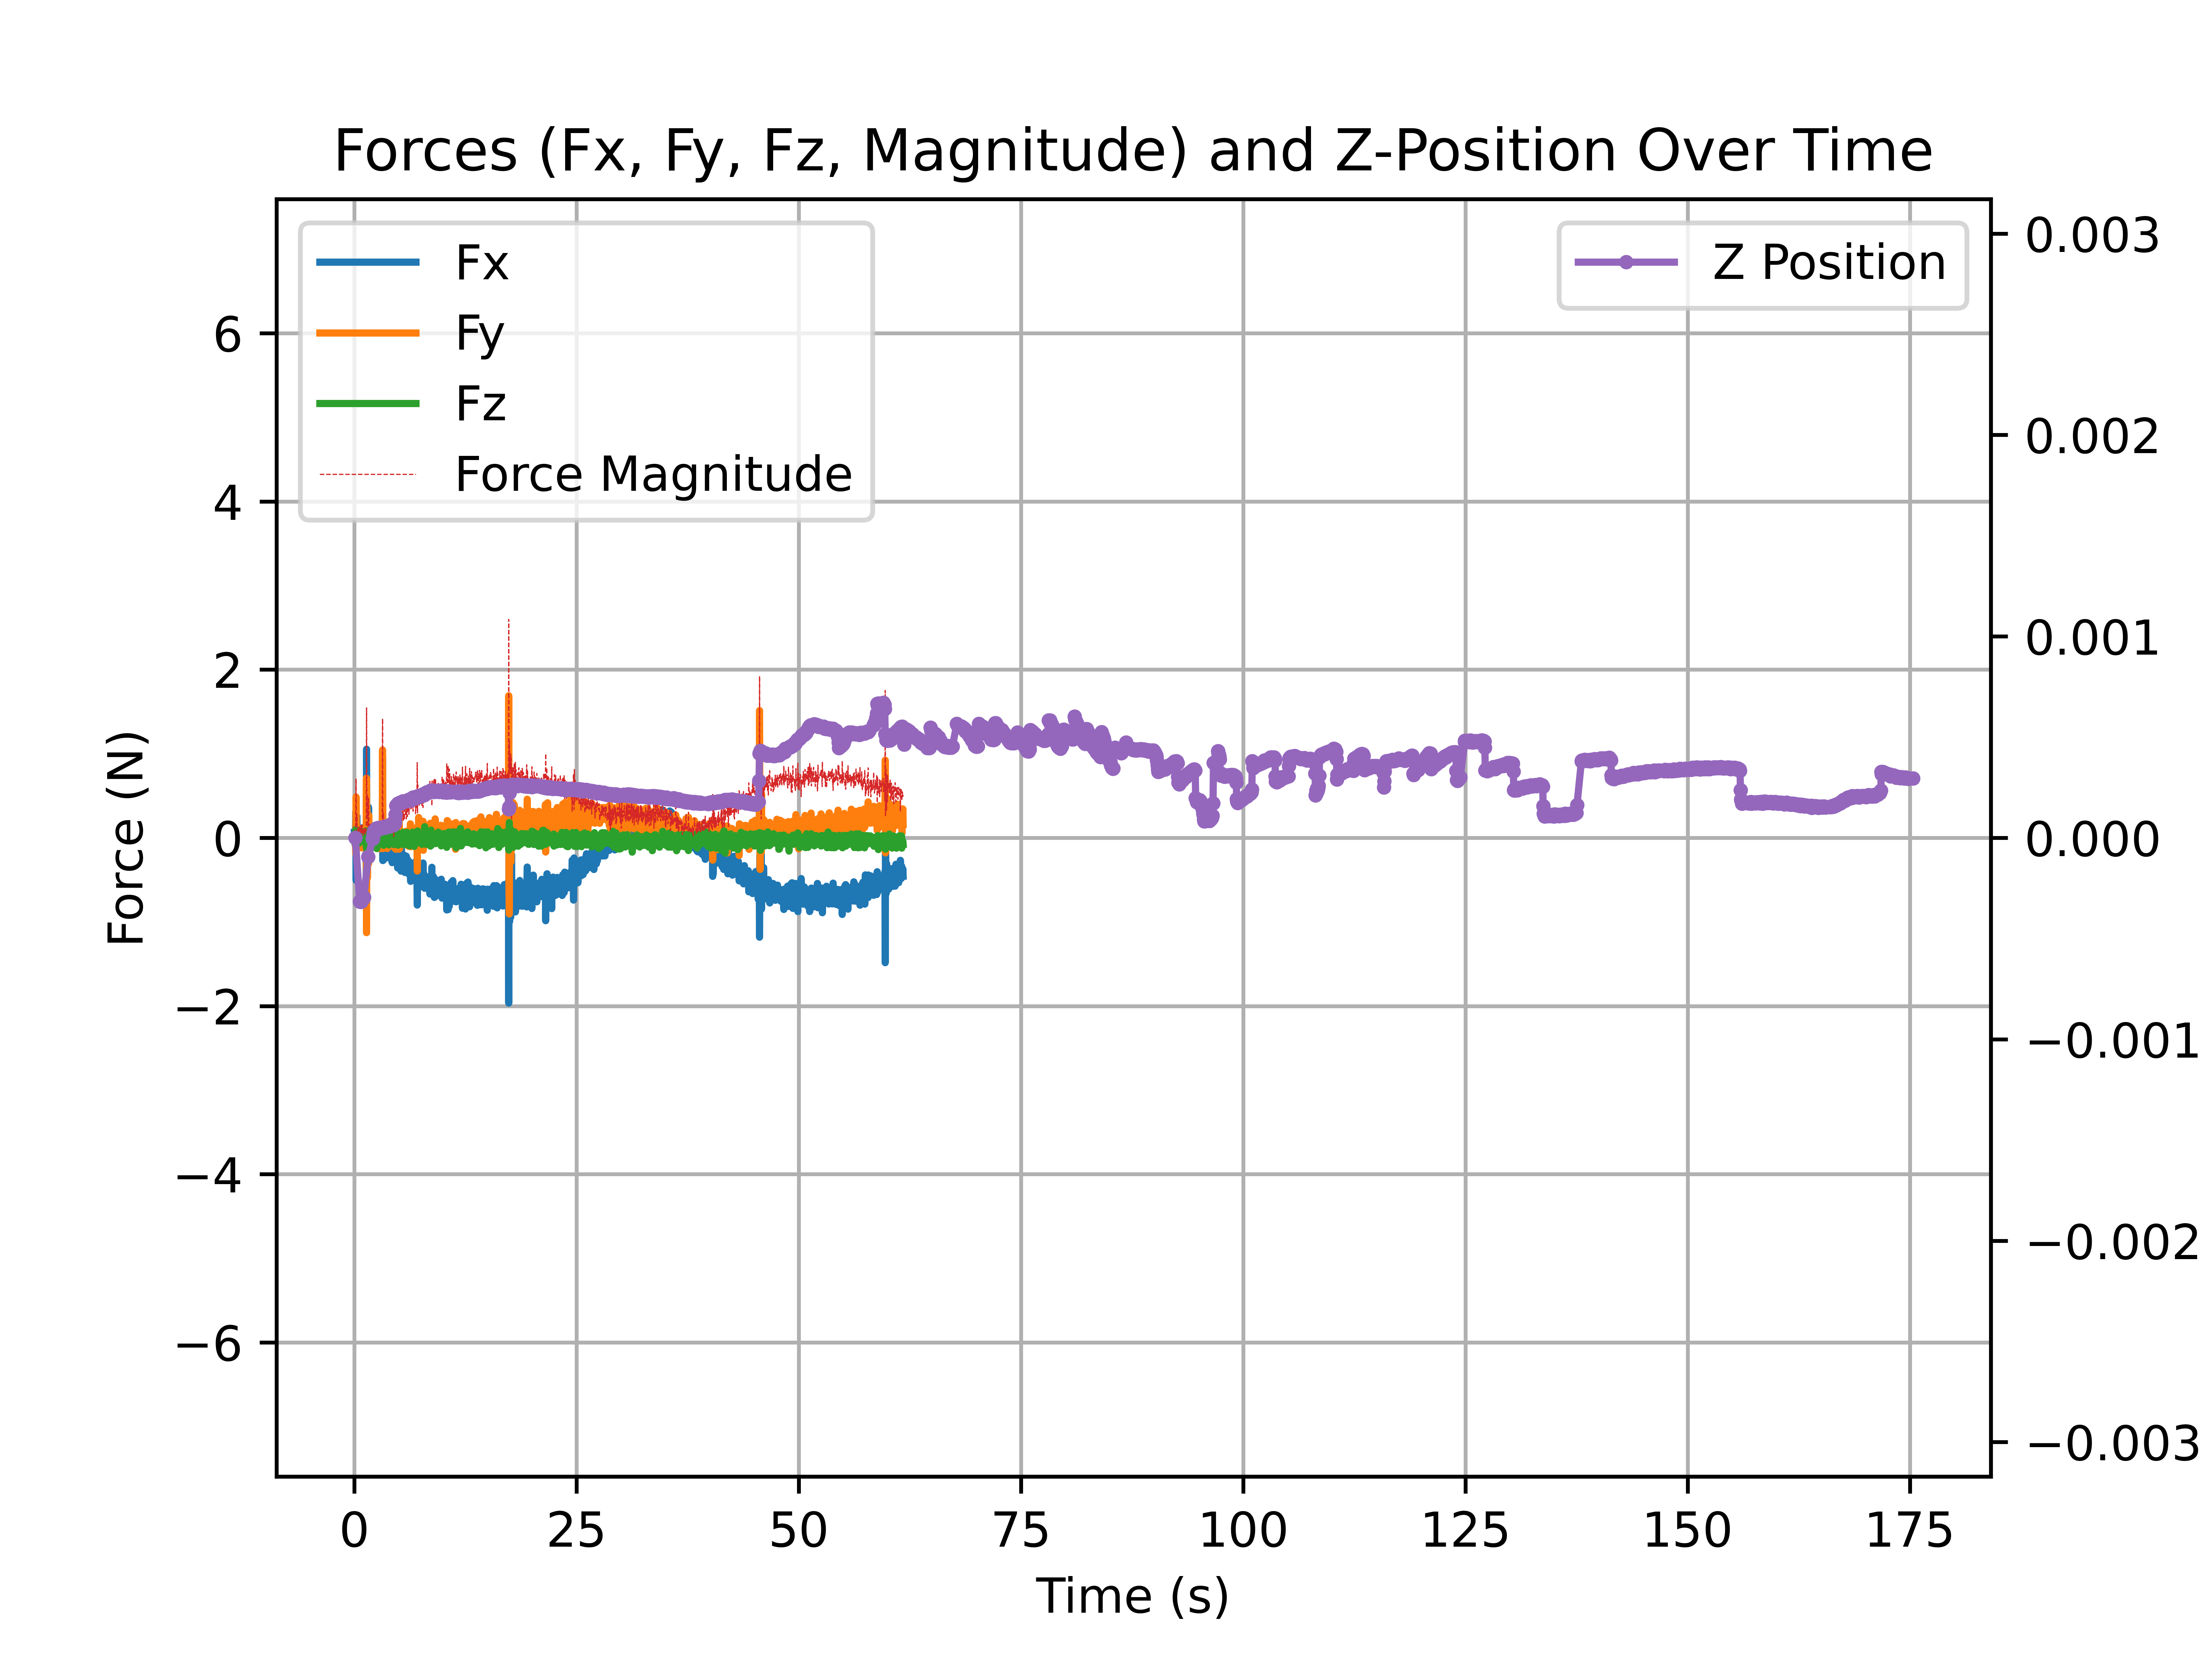 Forces (Fx, Fy, Fz, Magnitude) and Z-Position Over Time
Fx
Fy
Fz
Force Magnitude
Z Position
6
4
2
0
−2
−4
−6
Force (N)
0.003
0.002
0.001
0.000
−0.001
−0.002
−0.003
0 25 50 75 100 125 150 175
Time (s)